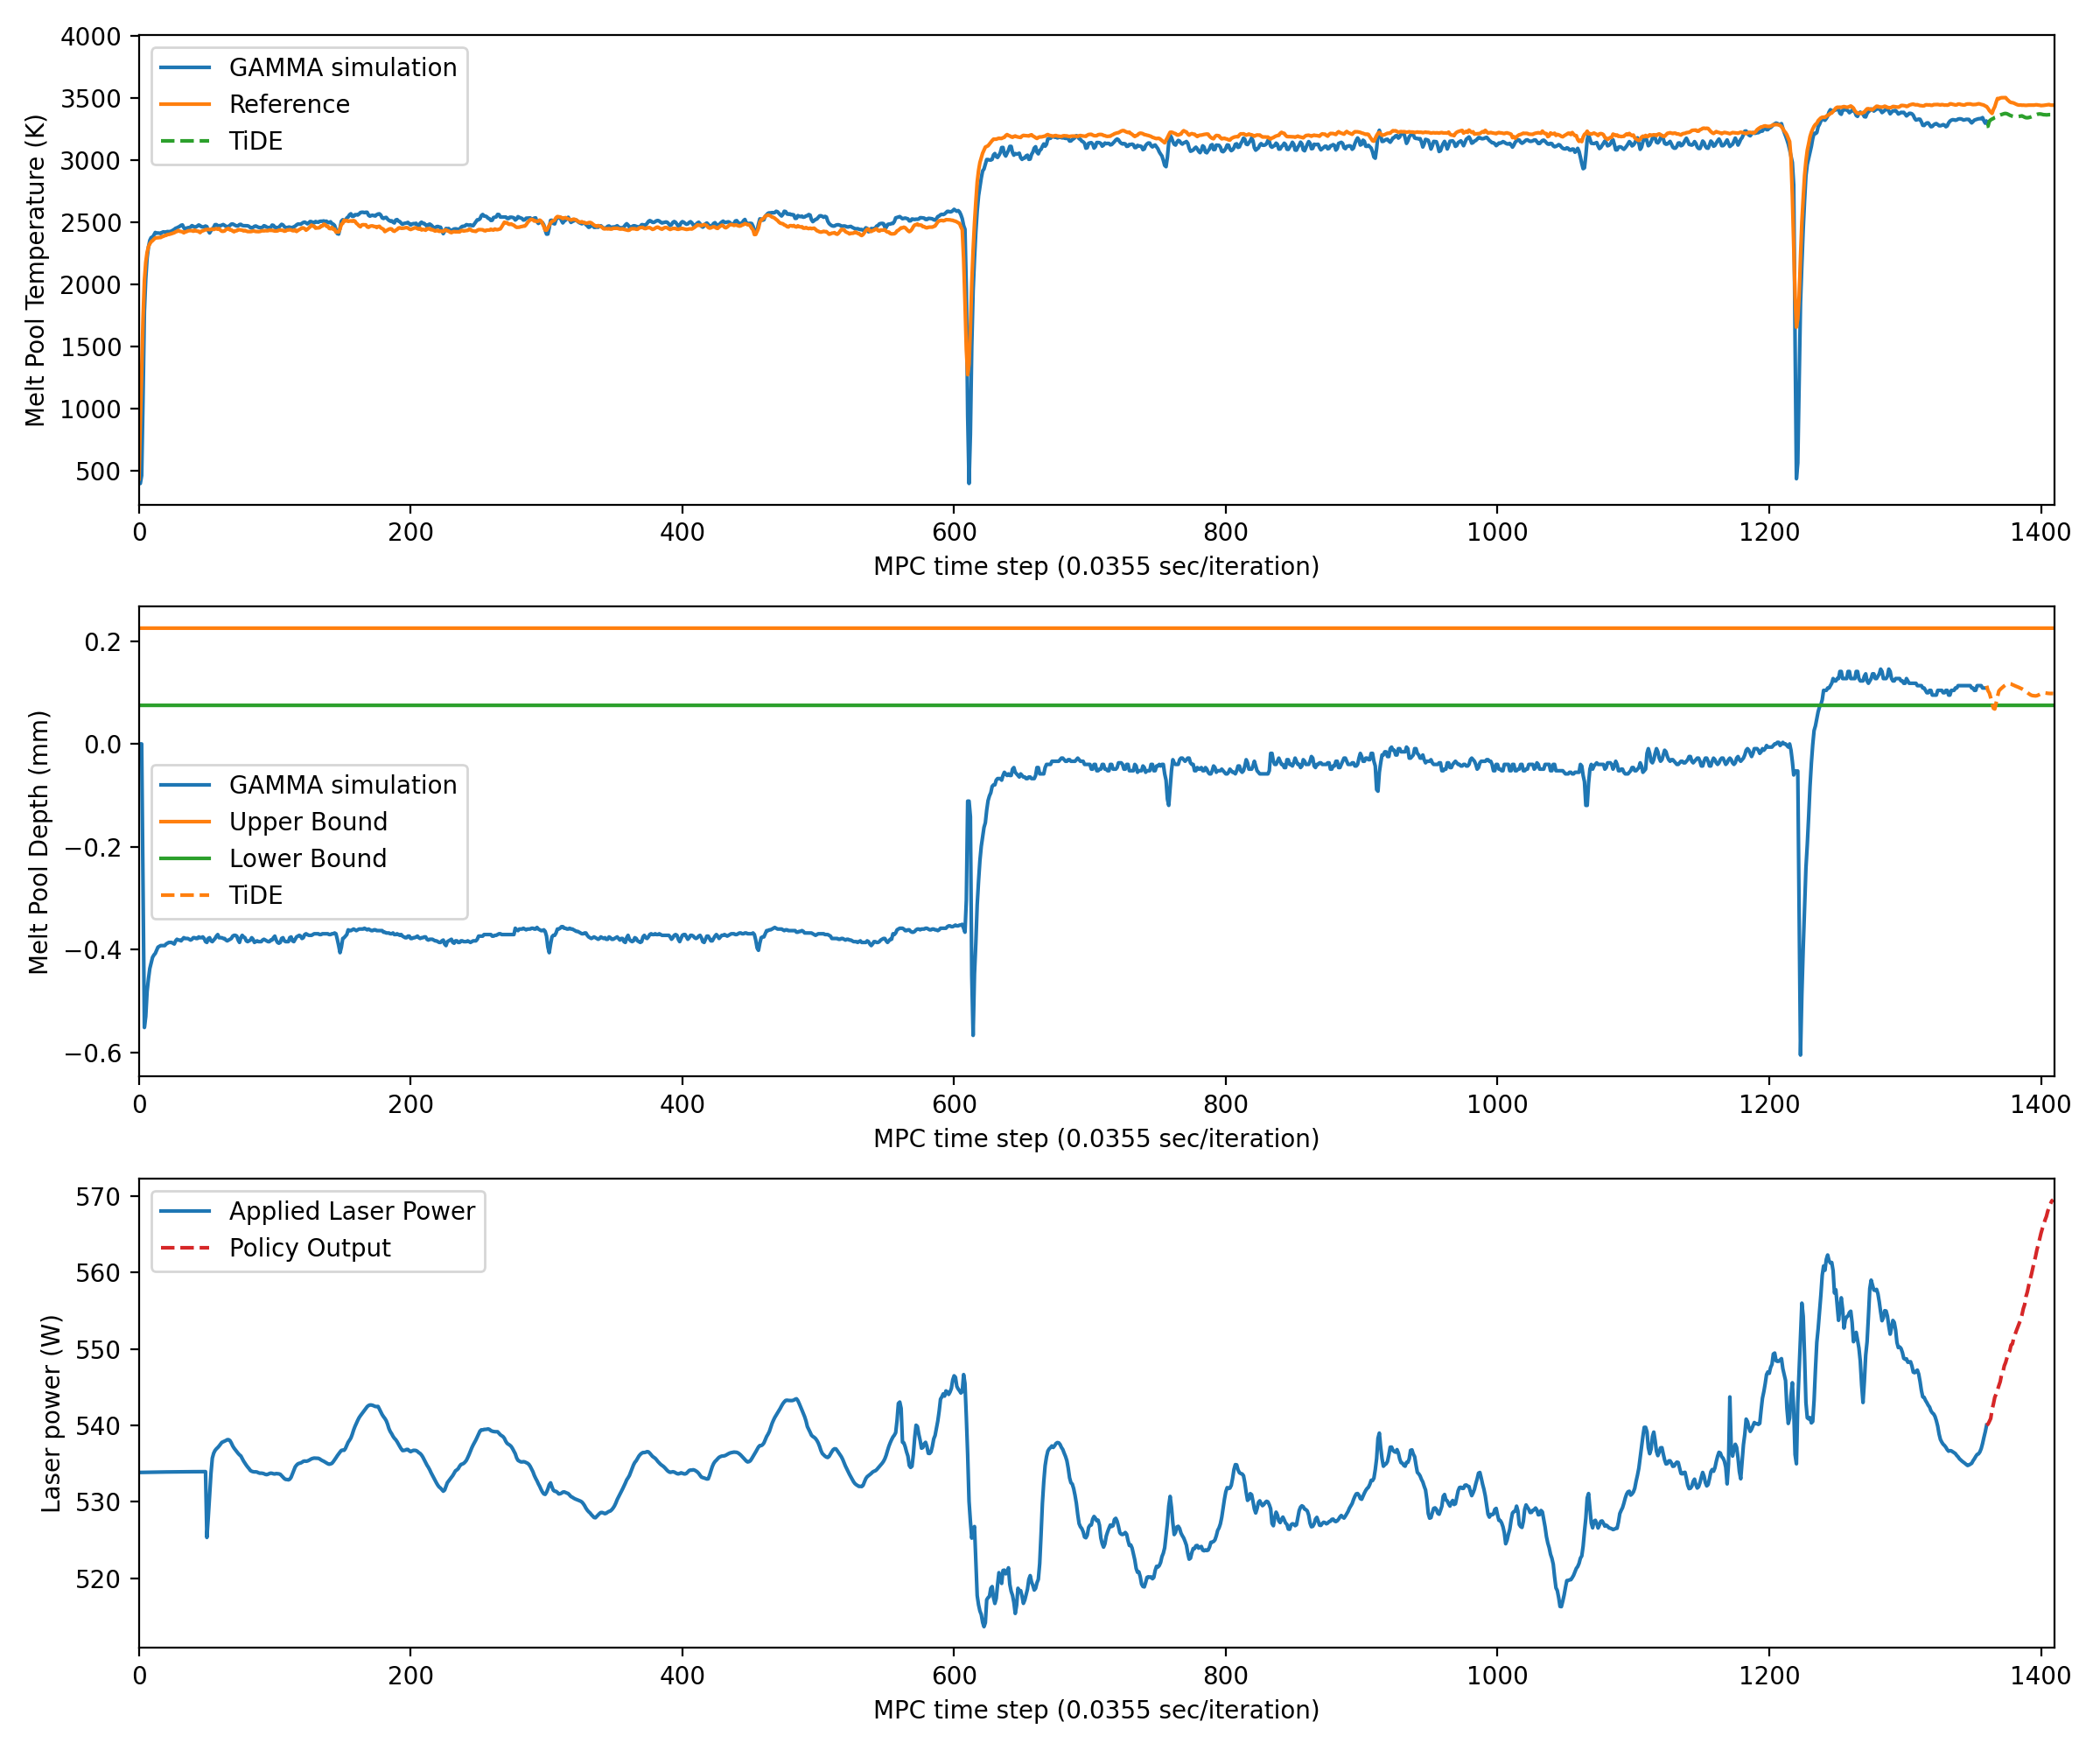 4000
3500
3000
2500
2000
1500
1000
500
Melt Pool Temperature (K)
GAMMA simulation
Reference
TiDE
0 200 400 600 800 1000 1200 1400
MPC time step (0.0355 sec/iteration)
0.2
0.0
−0.2
−0.4
−0.6
Melt Pool Depth (mm)
GAMMA simulation
Upper Bound
Lower Bound
TiDE
0 200 400 600 800 1000 1200 1400
MPC time step (0.0355 sec/iteration)
570
560
550
540
530
520
Laser power (W)
Applied Laser Power
Policy Output
0 200 400 600 800 1000 1200 1400
MPC time step (0.0355 sec/iteration)